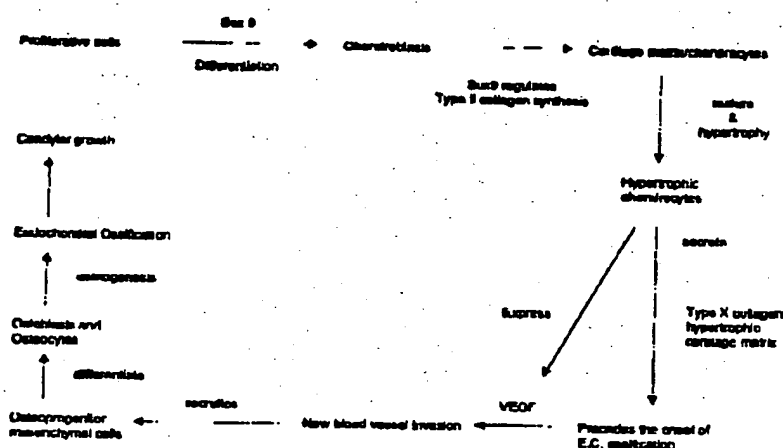 Sox 9
Proliferative cells
Chondroblasts
Cartilage matrix/chondrocytes
Differentiation
Sox9 regulates
Type II collagen synthesis
mature
&
hypertrophy
Condylar growth
Hypertrophic
chondrocytes
Endochondral Ossification
secrete
osteogenesis
Express
Type X collagen
hypertrophic
cartilage matrix
Osteoblasts and
Osteocytes
differentiate
VEGF
recruites
Osteoprogenitor
mesenchymal cells
New blood vessel invasion
Precedes the onset of
E.C. ossification